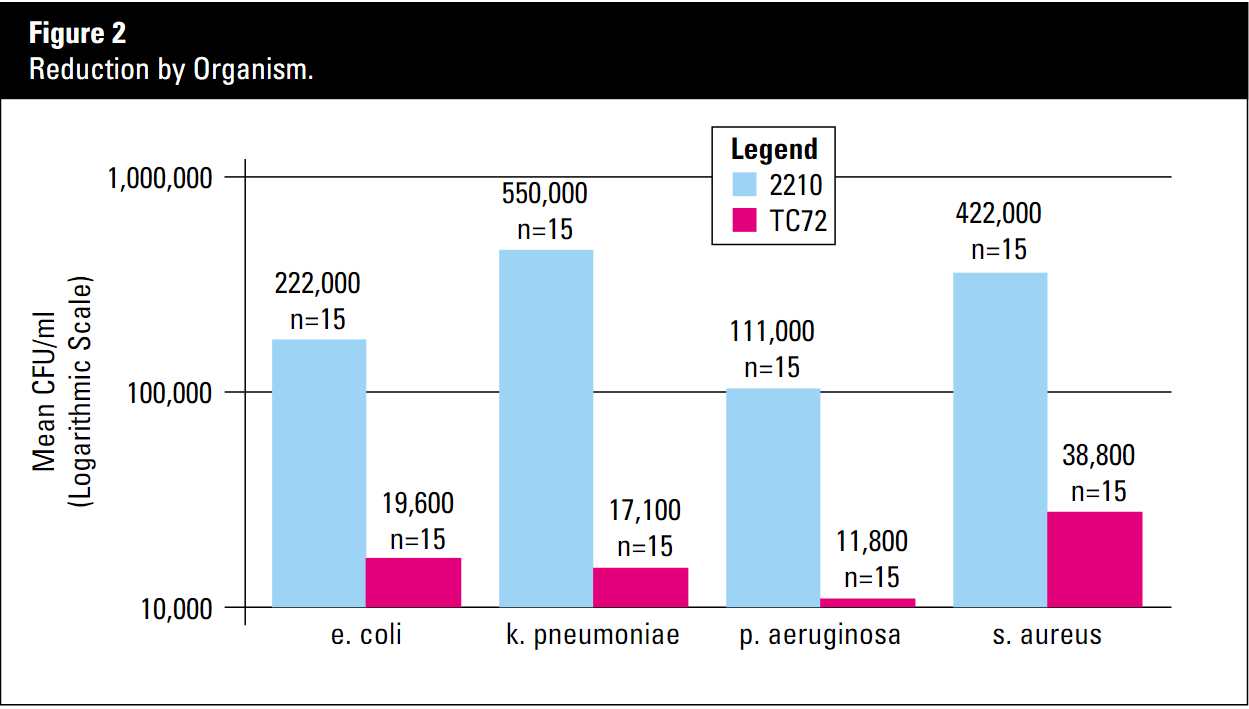 Figure 2
Reduction by Organism.
Legend
2210
TC72
Mean CFU/ml
(Logarithmic Scale)
1,000,000
100,000
10,000
222,000
n=15
19,600
n=15
550,000
n=15
17,100
n=15
111,000
n=15
11,800
n=15
422,000
n=15
38,800
n=15
e. coli
k. pneumoniae
p. aeruginosa
s. aureus